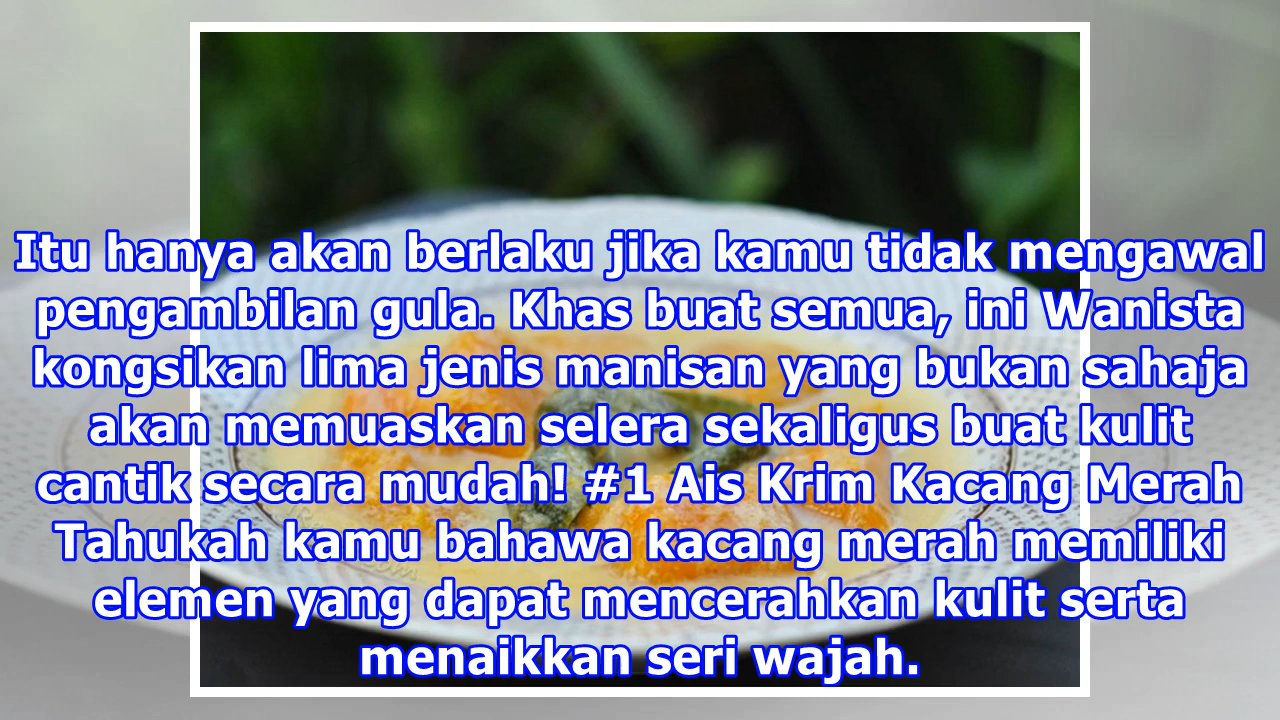 Itu hanya akan berlaku jika kamu tidak mengawal
pengambilan gula. Khas buat semua, ini Wanista
kongsikan lima jenis manisan yang bukan sahaja
akan memuaskan selera sekaligus buat kulit
cantik secara mudah! #1 Ais Krim Kacang Merah
Tahukah kamu bahawa kacang merah memiliki
elemen yang dapat mencerahkan kulit serta
menaikkan seri wajah.